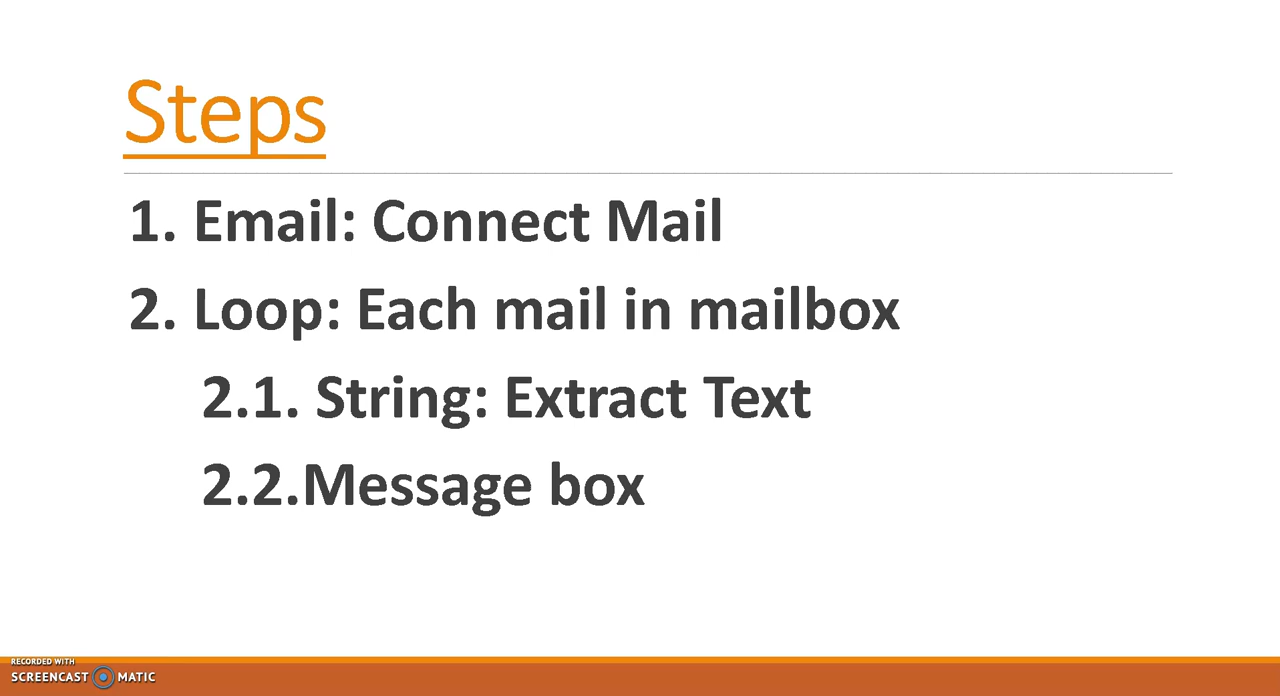 Steps
1. Email: Connect Mail
2. Loop: Each mail in mailbox
2.1. String: Extract Text
2.2.Message box
RECORDED WITH
SCREENCAST MATIC